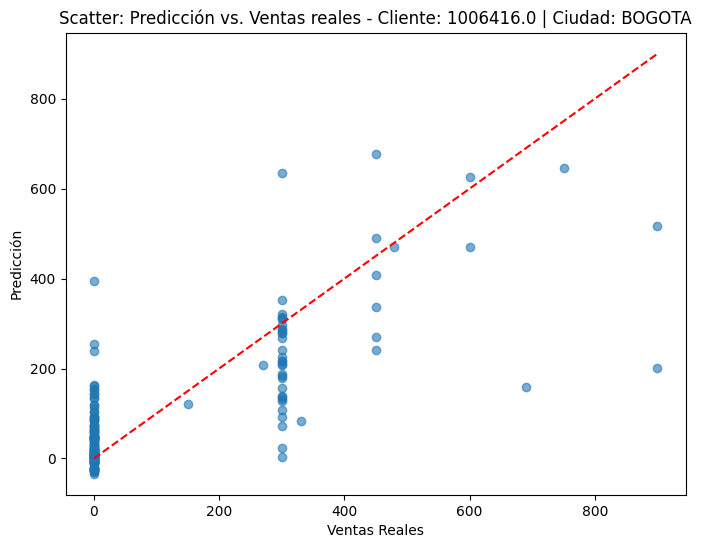 Scatter: Predicción vs. Ventas reales - Cliente: 1006416.0 | Ciudad: BOGOTA
800
600
400
200
0
Predicción
0 200 400 600 800
Ventas Reales